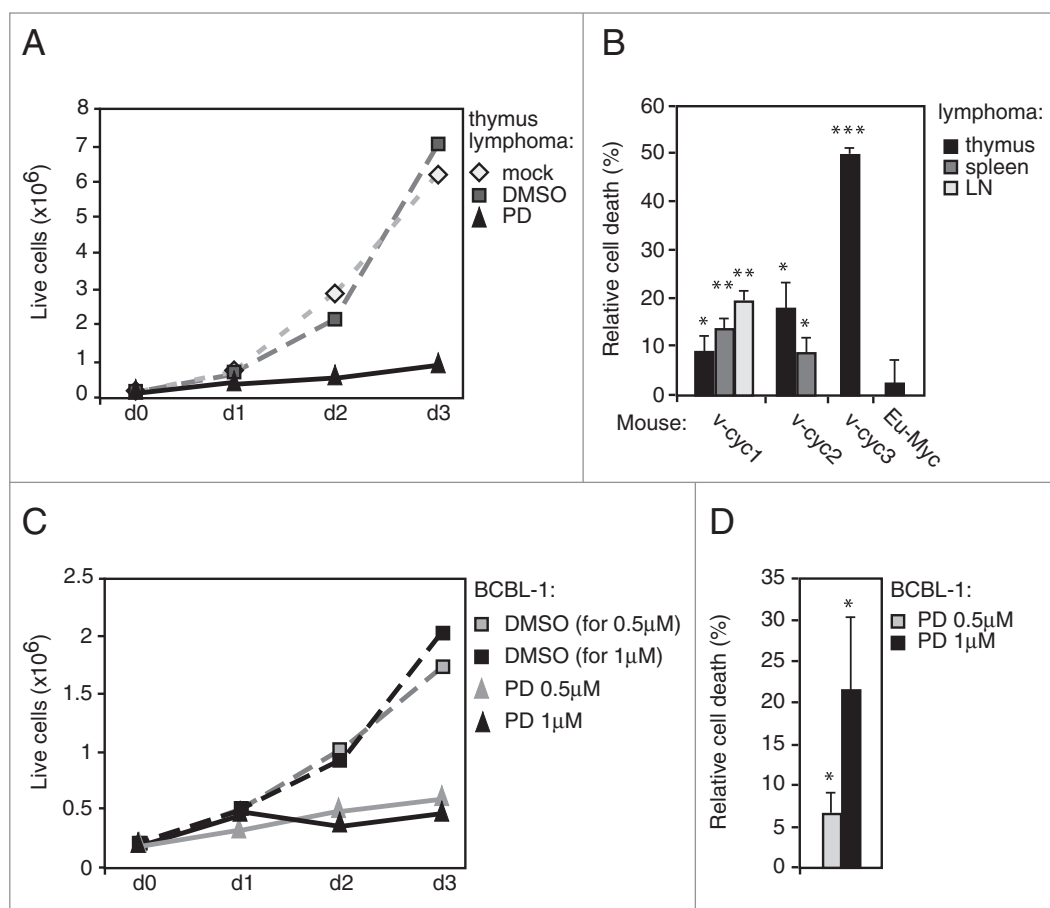 A
8
7
6
5
4
3
2
1
0
Live cells (x10⁶)
d0 d1 d2 d3
thymus
lymphoma:
mock
DMSO
PD
B
60
50
40
30
20
10
0
Relative cell death (%)
* ** ** * * ***
Mouse: v-cyc1 v-cyc2 v-cyc3 Eu-Myc
lymphoma:
thymus
spleen
LN
C
2.5
2
1.5
1
0.5
0
Live cells (x10⁶)
d0 d1 d2 d3
BCBL-1:
DMSO (for 0.5μM)
DMSO (for 1μM)
PD 0.5μM
PD 1μM
D
35
30
25
20
15
10
5
0
Relative cell death (%)
* *
BCBL-1:
PD 0.5μM
PD 1μM